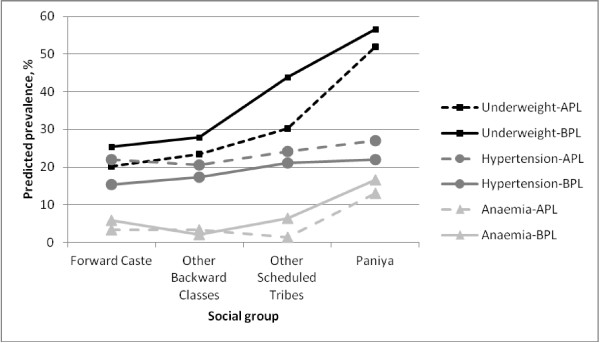 Predicted prevalence, %
60
50
40
30
20
10
0
Forward Caste
Other
Backward
Classes
Other
Scheduled
Tribes
Paniya
Social group
Underweight-APL
Underweight-BPL
Hypertension-APL
Hypertension-BPL
Anaemia-APL
Anaemia-BPL